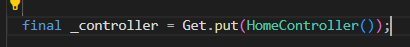 final _controller = Get.put(HomeController());